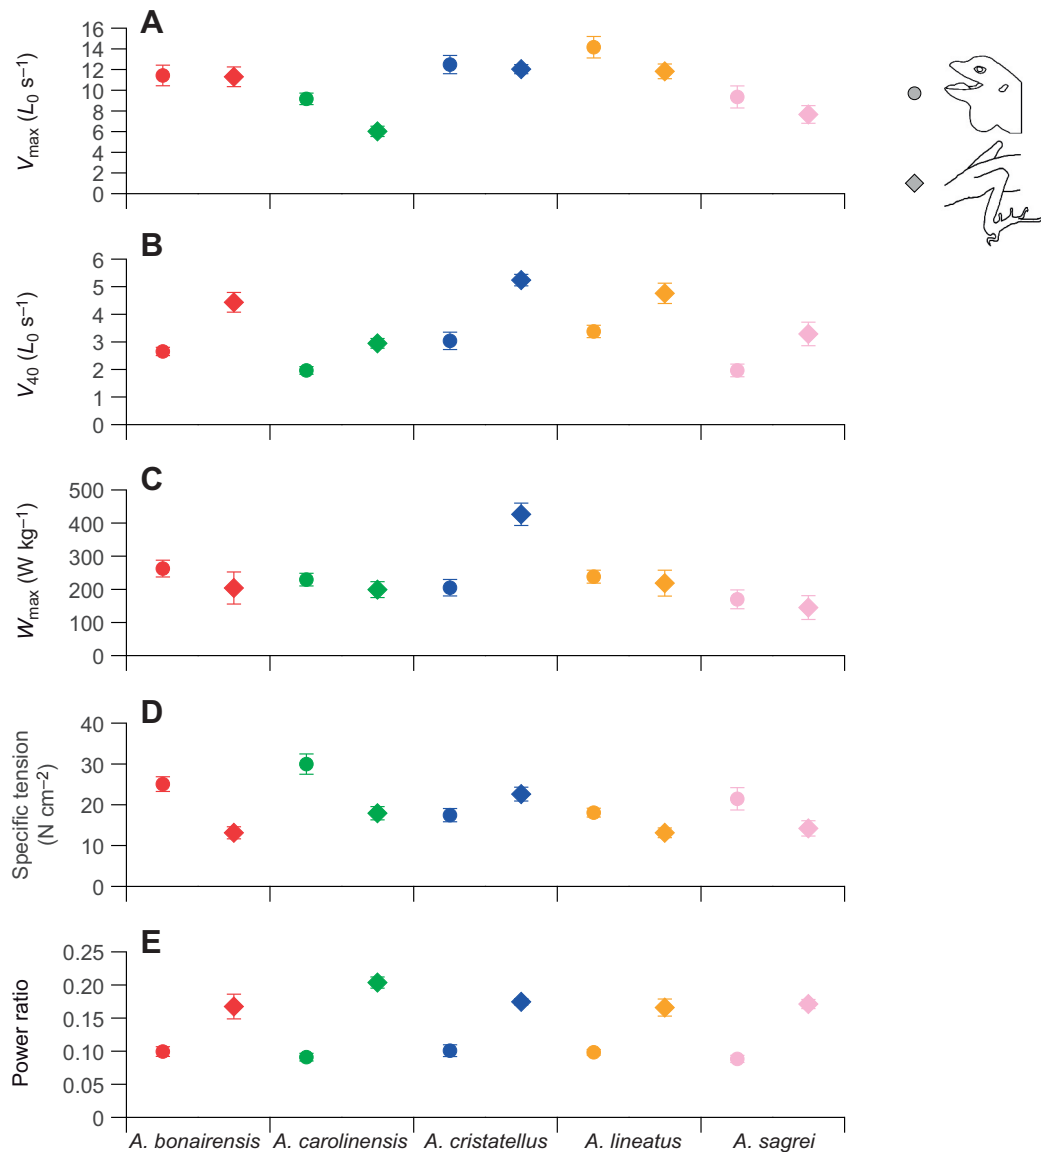 A
V max (L0 s–1)
16
14
12
10
8
6
4
2
0
B
V40 (L0 s–1)
6
5
4
3
2
1
0
C
Wmax (W kg–1)
500
400
300
200
100
0
D
Specific tension
(N cm–2)
40
30
20
10
0
E
Power ratio
0.25
0.20
0.15
0.10
0.05
0
A. bonairensis A. carolinensis A. cristatellus A. lineatus A. sagrei